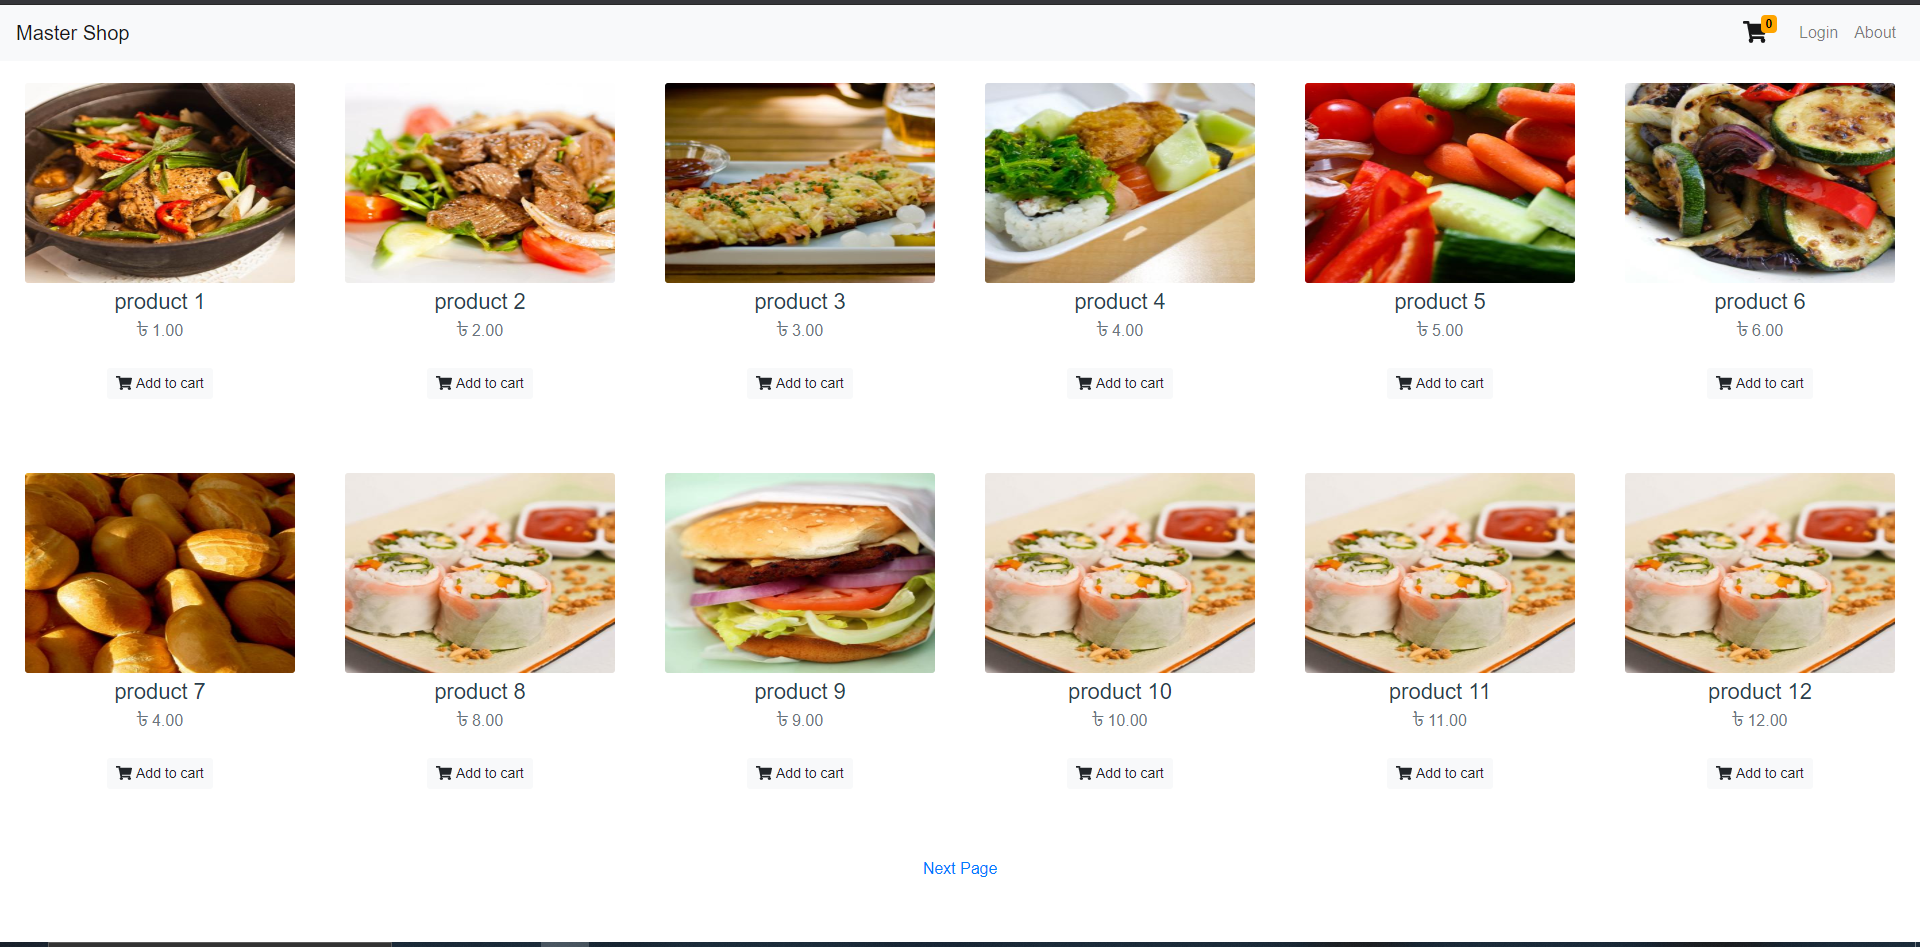 Master Shop
0
Login About
product 1
৳ 1.00
Add to cart
product 2
৳ 2.00
Add to cart
product 3
৳ 3.00
Add to cart
product 4
৳ 4.00
Add to cart
product 5
৳ 5.00
Add to cart
product 6
৳ 6.00
Add to cart
product 7
৳ 4.00
Add to cart
product 8
৳ 8.00
Add to cart
product 9
৳ 9.00
Add to cart
product 10
৳ 10.00
Add to cart
product 11
৳ 11.00
Add to cart
product 12
৳ 12.00
Add to cart
Next Page